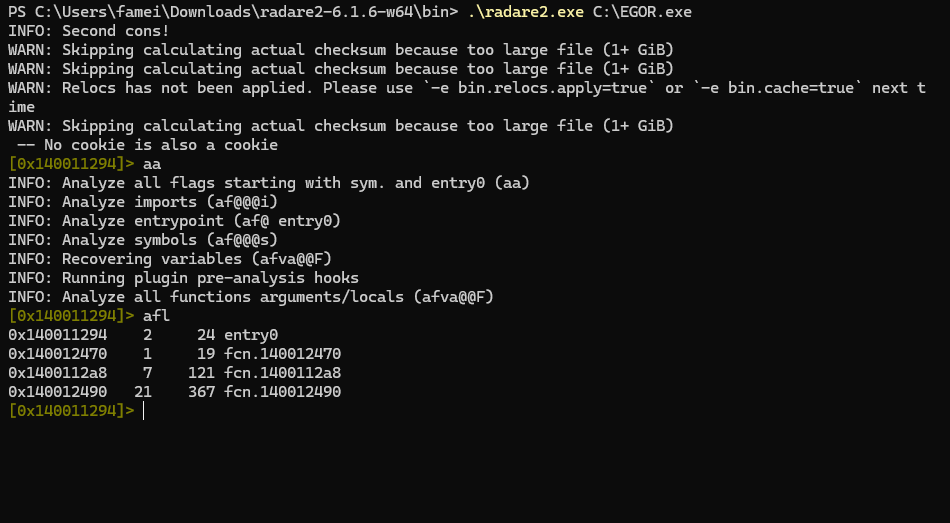 PS C:\Users\famei\Downloads\radare2-6.1.6-w64\bin> .\radare2.exe C:\EGOR.exe
INFO: Second cons!
WARN: Skipping calculating actual checksum because too large file (1+ GiB)
WARN: Skipping calculating actual checksum because too large file (1+ GiB)
WARN: Relocs has not been applied. Please use `-e bin.relocs.apply=true` or `-e bin.cache=true` next t
ime
WARN: Skipping calculating actual checksum because too large file (1+ GiB)
 -- No cookie is also a cookie
[0x140011294]> aa
INFO: Analyze all flags starting with sym. and entry0 (aa)
INFO: Analyze imports (af@@@i)
INFO: Analyze entrypoint (af@ entry0)
INFO: Analyze symbols (af@@@s)
INFO: Recovering variables (afva@@F)
INFO: Running plugin pre-analysis hooks
INFO: Analyze all functions arguments/locals (afva@@F)
[0x140011294]> afl
0x140011294    2     24 entry0
0x140012470    1     19 fcn.140012470
0x1400112a8    7    121 fcn.1400112a8
0x140012490   21    367 fcn.140012490
[0x140011294]>